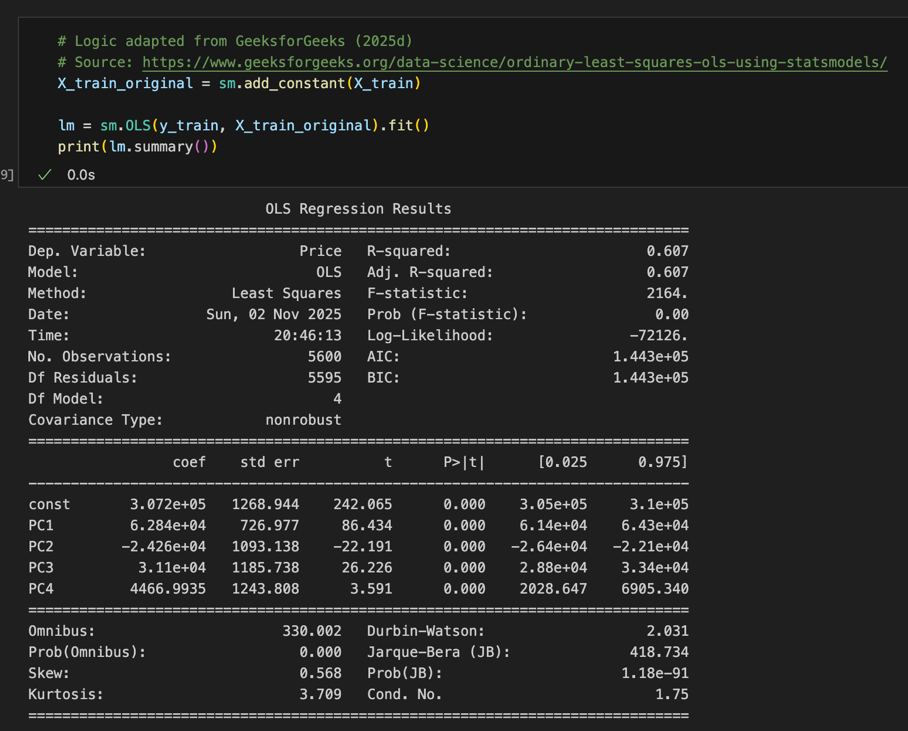 # Logic adapted from GeeksforGeeks (2025d)
# Source: https://www.geeksforgeeks.org/data-science/ordinary-least-squares-ols-using-statsmodels/
X_train_original = sm.add_constant(X_train)
lm = sm.OLS(y_train, X_train_original).fit()
print(lm.summary())
9] ✓ 0.0s
OLS Regression Results
==============================================================================
Dep. Variable: Price R-squared: 0.607
Model: OLS Adj. R-squared: 0.607
Method: Least Squares F-statistic: 2164.
Date: Sun, 02 Nov 2025 Prob (F-statistic): 0.00
Time: 20:46:13 Log-Likelihood: -72126.
No. Observations: 5600 AIC: 1.443e+05
Df Residuals: 5595 BIC: 1.443e+05
Df Model: 4
Covariance Type: nonrobust
==============================================================================
coef std err t P>|t| [0.025 0.975]
------------------------------------------------------------------------------
const 3.072e+05 1268.944 242.065 0.000 3.05e+05 3.1e+05
PC1 6.284e+04 726.977 86.434 0.000 6.14e+04 6.43e+04
PC2 -2.426e+04 1093.138 -22.191 0.000 -2.64e+04 -2.21e+04
PC3 3.11e+04 1185.738 26.226 0.000 2.88e+04 3.34e+04
PC4 4466.9935 1243.808 3.591 0.000 2028.647 6905.340
==============================================================================
Omnibus: 330.002 Durbin-Watson: 2.031
Prob(Omnibus): 0.000 Jarque-Bera (JB): 418.734
Skew: 0.568 Prob(JB): 1.18e-91
Kurtosis: 3.709 Cond. No. 1.75
==============================================================================